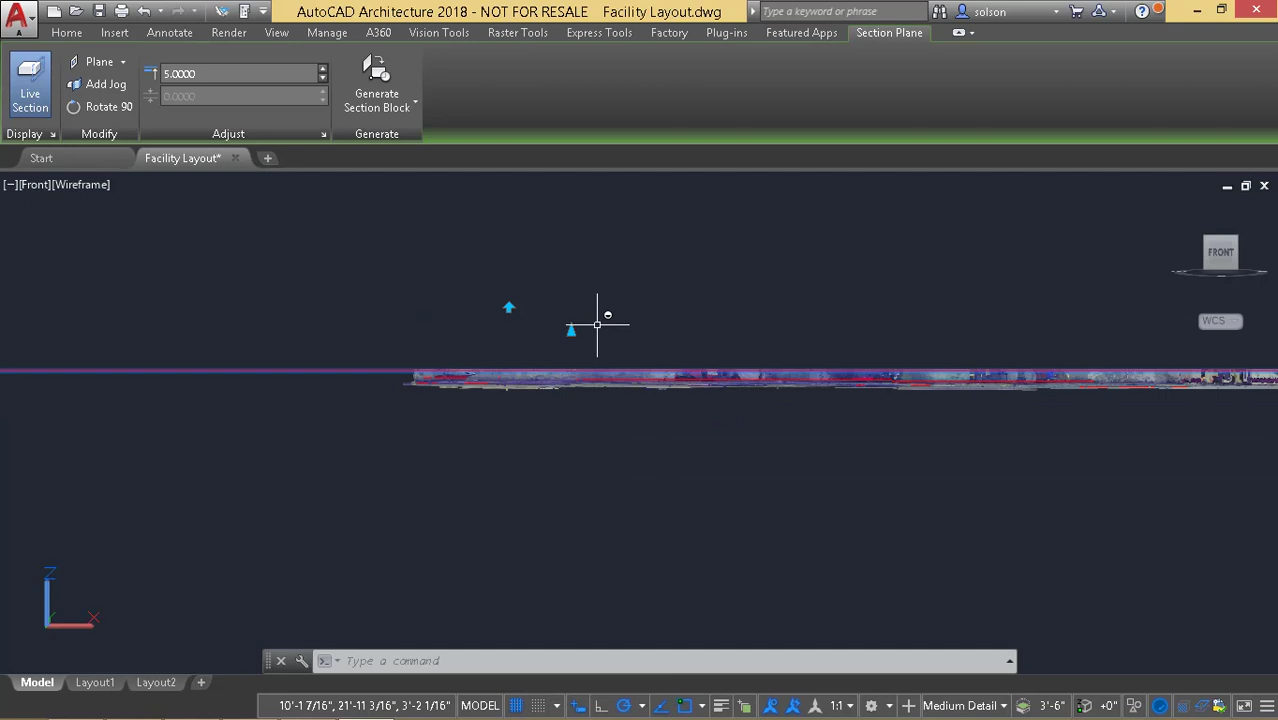 AutoCAD Architecture 2018 - NOT FOR RESALE Facility Layout.dwg
Type a keyword or phrase
solson
A
Home Insert Annotate Render View Manage A360 Vision Tools Raster Tools Express Tools Factory Plug-ins Featured Apps Section Plane
Live Section
Plane
Add Jog
Rotate 90
5.0000
0.0000
Generate Section Block
Display Modify Adjust Generate
Start Facility Layout*
[−][Front][Wireframe]
FRONT
WCS
Z
Y X
Type a command
Model Layout1 Layout2
10'-1 7/16", 21'-11 3/16", 3'-2 1/16" MODEL 1:1 Medium Detail 3'-6" +0"